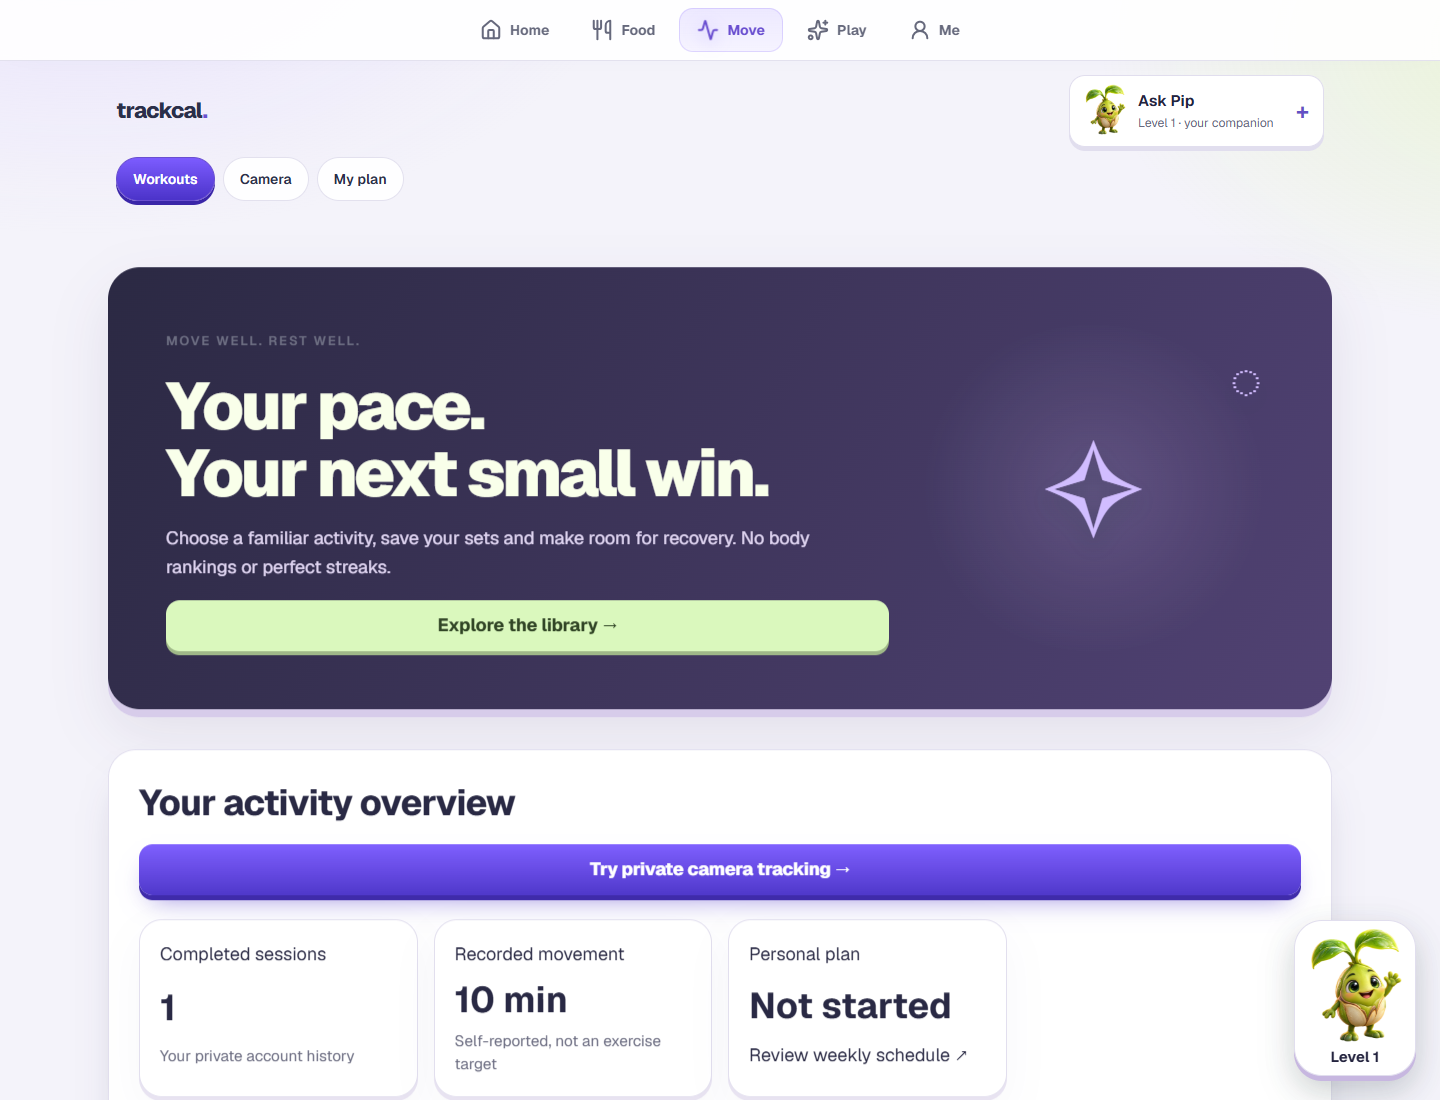 Home
Food
Move
Play
Me
trackcal.
Ask Pip
Level 1 · your companion
+
Workouts
Camera
My plan
MOVE WELL. REST WELL.
Your pace.
Your next small win.
Choose a familiar activity, save your sets and make room for recovery. No body
rankings or perfect streaks.
Explore the library →
Your activity overview
Try private camera tracking →
Completed sessions
1
Your private account history
Recorded movement
10 min
Self-reported, not an exercise
target
Personal plan
Not started
Review weekly schedule ↗
Level 1